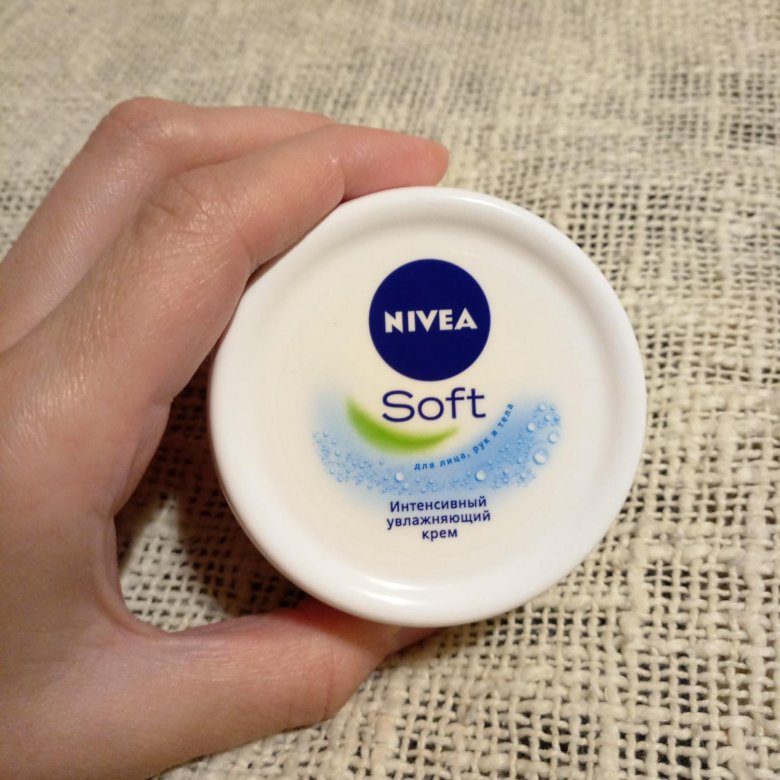 NIVEA
Soft
для лица, рук и тела
Интенсивный
увлажняющий
крем